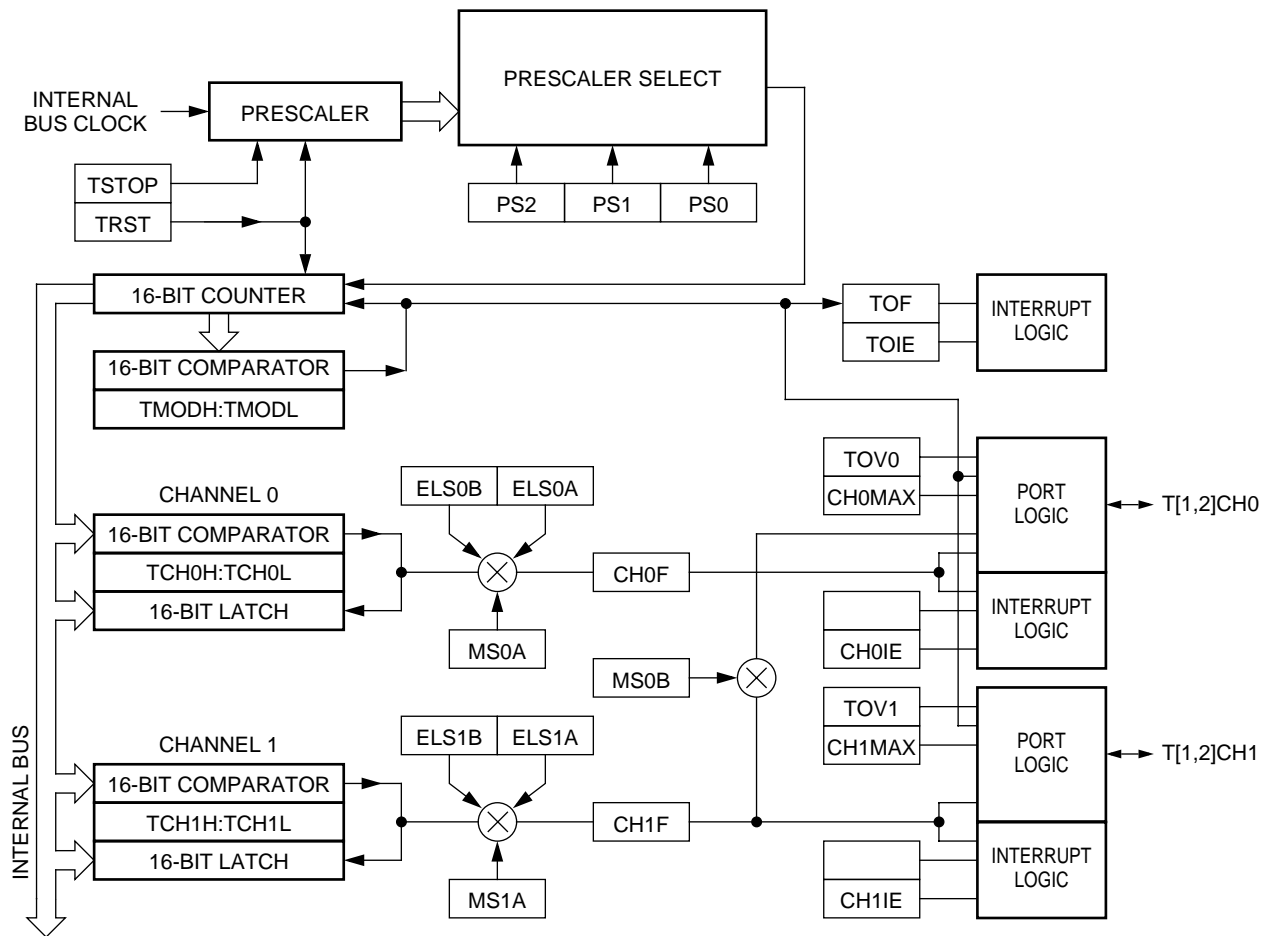 PRESCALER SELECT
INTERNAL
BUS CLOCK
PRESCALER
TSTOP
TRST
PS2
PS1
PS0
16-BIT COUNTER
TOF
TOIE
INTERRUPT
LOGIC
16-BIT COMPARATOR
TMODH:TMODL
CHANNEL 0
ELS0B
ELS0A
TOV0
CH0MAX
PORT
LOGIC
T[1,2]CH0
16-BIT COMPARATOR
TCH0H:TCH0L
16-BIT LATCH
CH0F
MS0A
INTERRUPT
LOGIC
CH0IE
MS0B
CHANNEL 1
ELS1B
ELS1A
TOV1
CH1MAX
PORT
LOGIC
T[1,2]CH1
INTERNAL BUS
16-BIT COMPARATOR
TCH1H:TCH1L
16-BIT LATCH
CH1F
MS1A
INTERRUPT
LOGIC
CH1IE